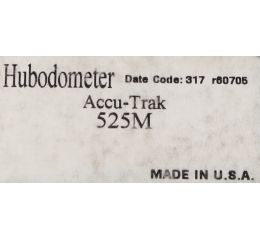 Hubodometer Date Code: 317 r60705
Accu-Trak
525M
MADE IN U.S.A.